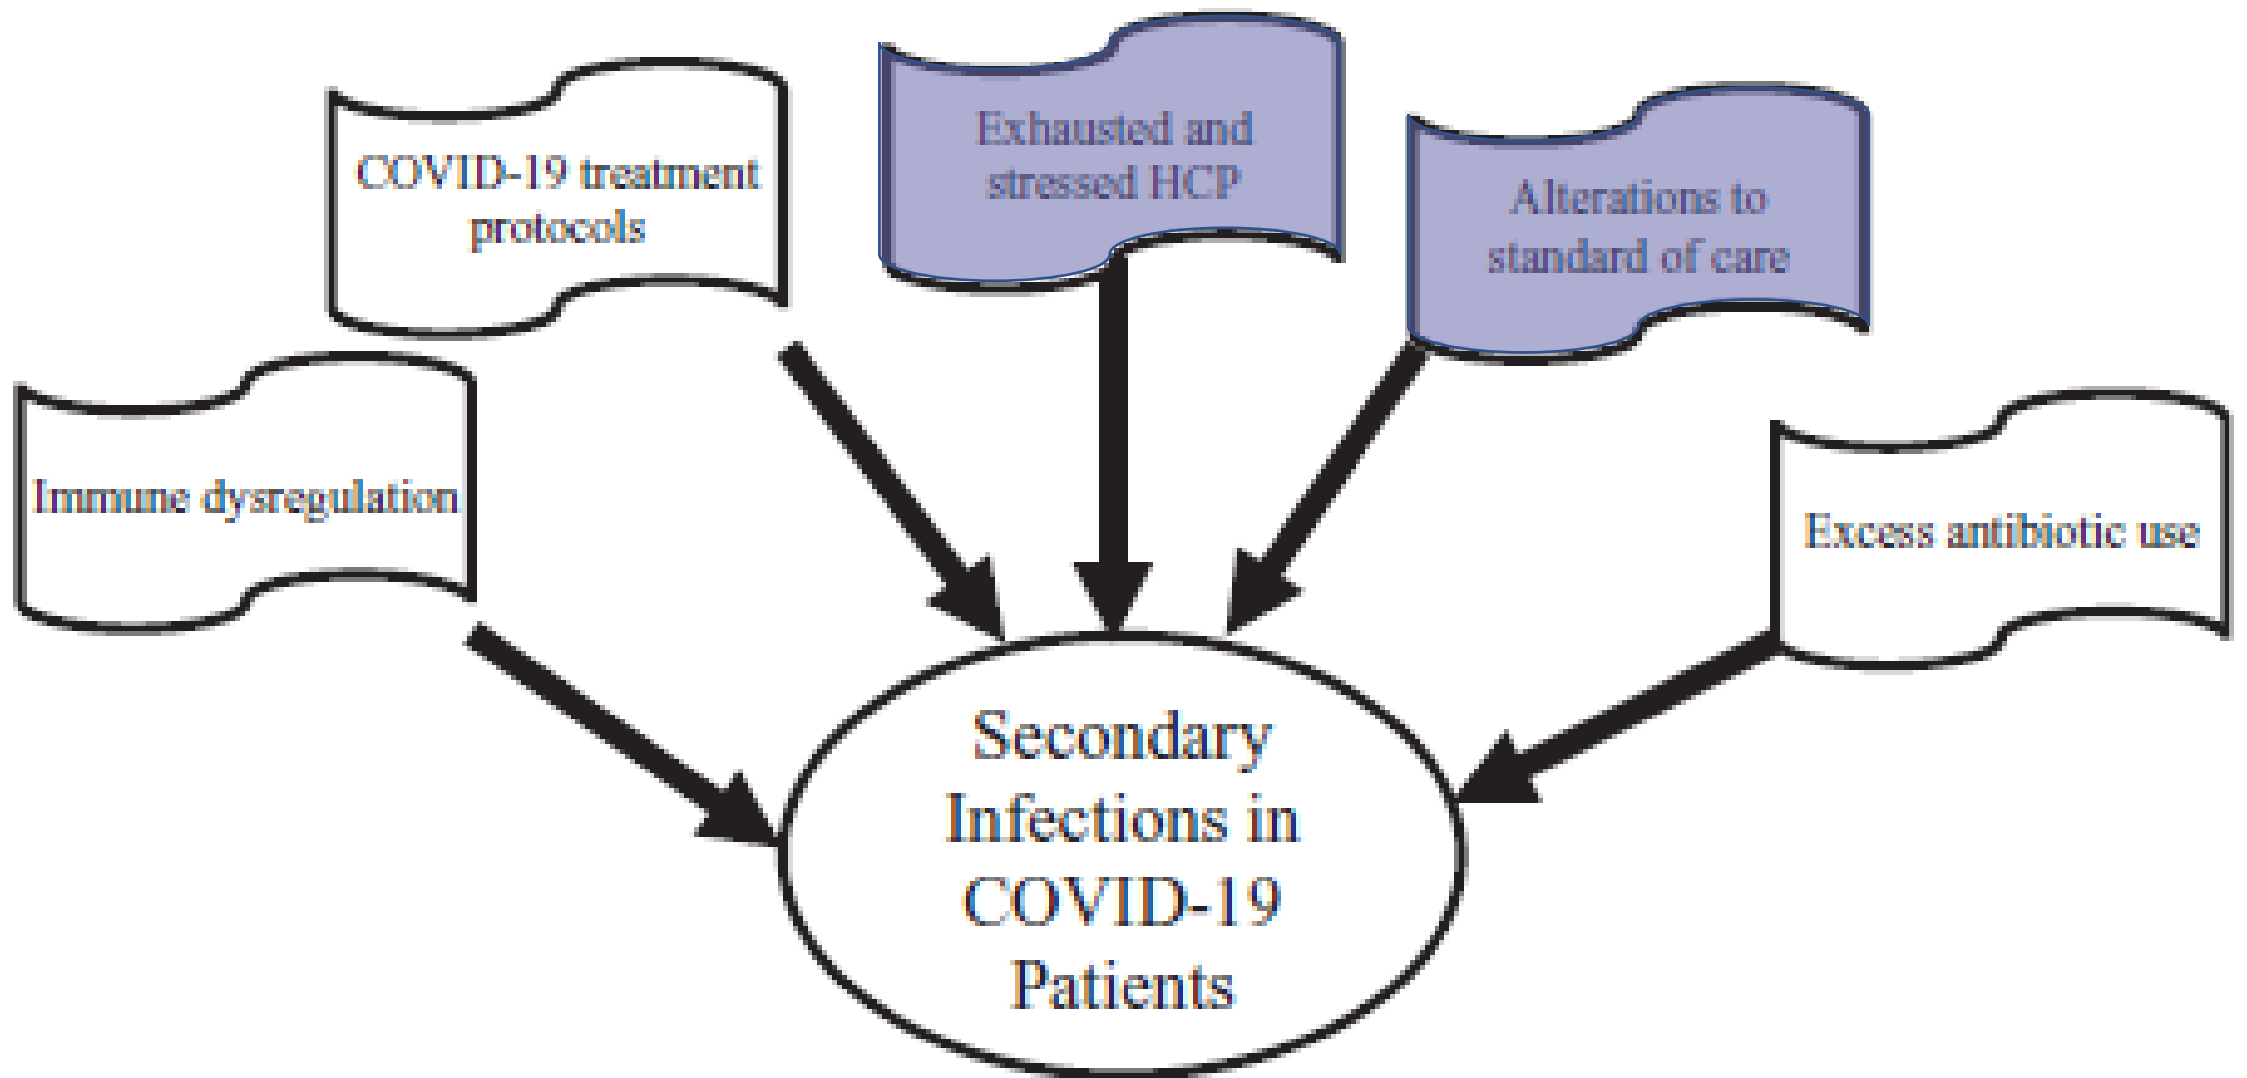 COVID-19 treatment
protocols
Exhausted and
stressed HCP
Alterations to
standard of care
Immune dysregulation
Excess antibiotic use
Secondary
Infections in
COVID-19
Patients